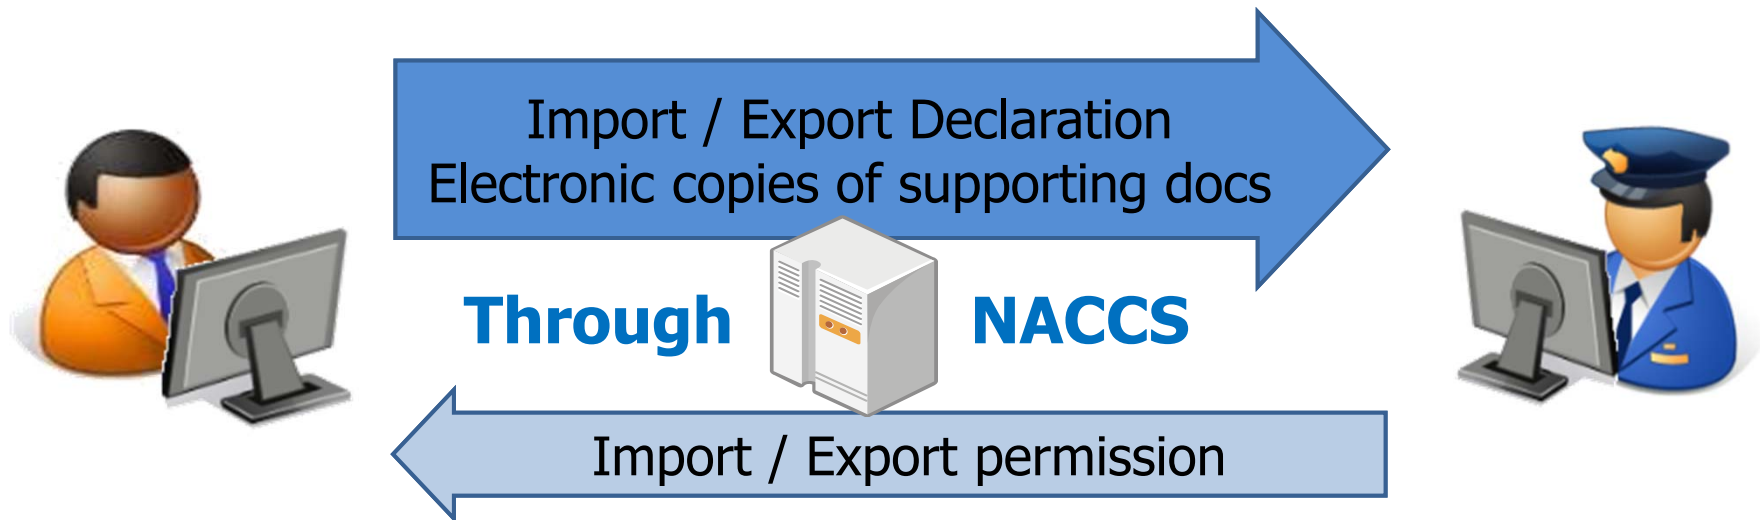 Import / Export Declaration
Electronic copies of supporting docs
Through NACCS
Import / Export permission